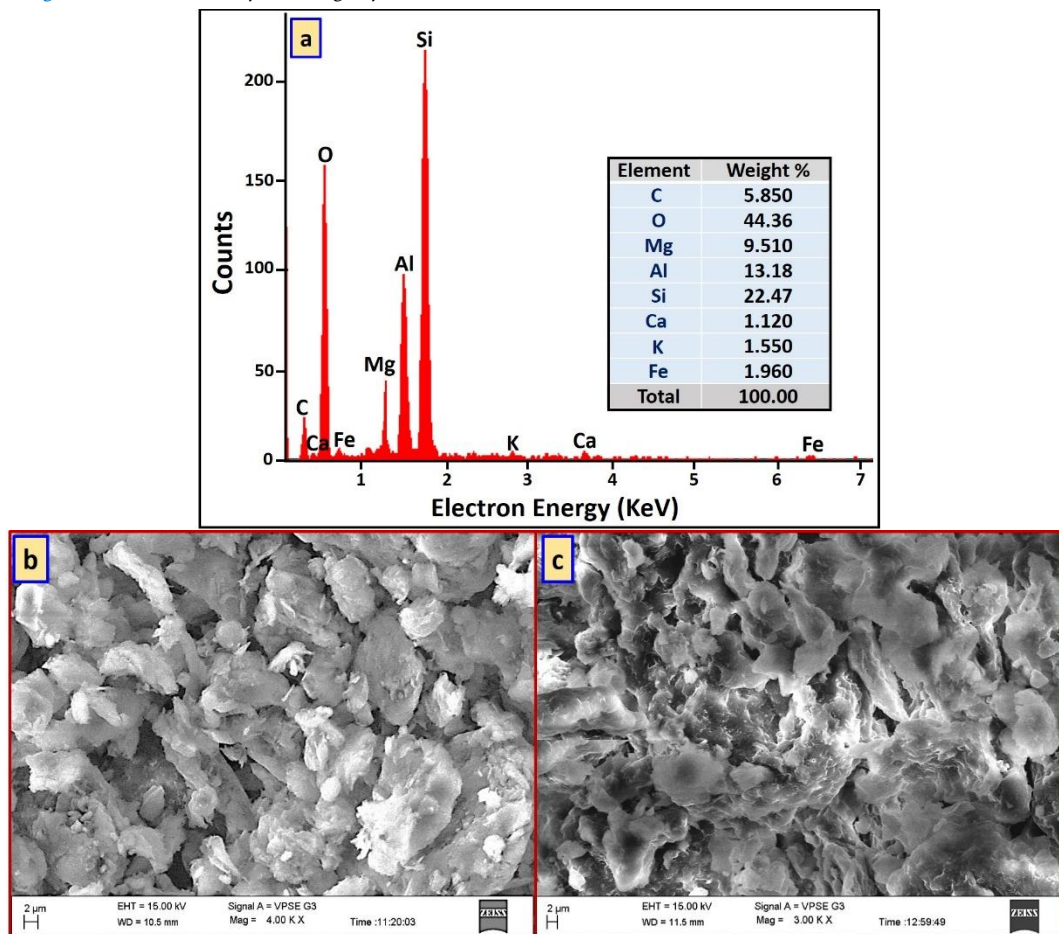 a
Si
O
Al
Mg
C
Ca
Fe
K
Ca
Fe
200
150
100
50
0
1 2 3 4 5 6 7
Counts
Electron Energy (KeV)
Element Weight %
C 5.850
O 44.36
Mg 9.510
Al 13.18
Si 22.47
Ca 1.120
K 1.550
Fe 1.960
Total 100.00
b
2 µm
EHT = 15.00 kV Signal A = VPSE G3
WD = 10.5 mm Mag = 4.00 K X Time :11:20:03
ZEISS
c
2 µm
EHT = 15.00 kV Signal A = VPSE G3
WD = 11.5 mm Mag = 3.00 K X Time :12:59:49
ZEISS